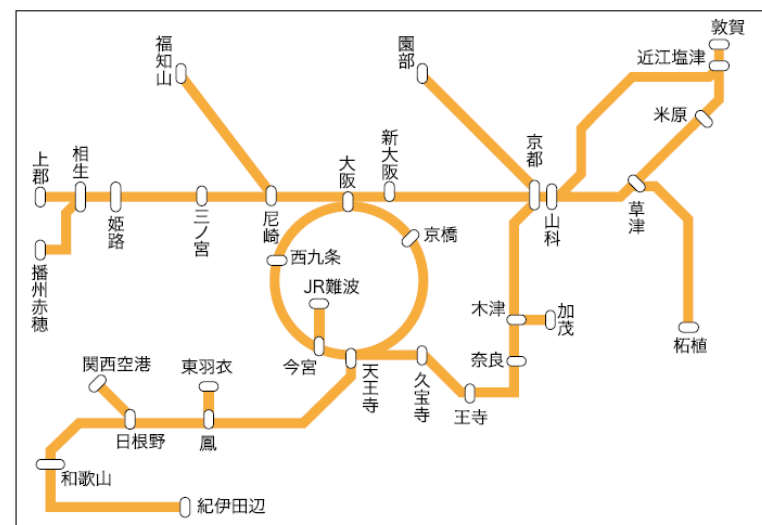 敦賀
近江塩津
福知山
園部
米原
上郡
相生
姫路
三ノ宮
尼崎
大阪
新大阪
京都
山科
草津
播州赤穂
西九条
京橋
JR難波
木津
加茂
柘植
関西空港
東羽衣
今宮
天王寺
久宝寺
奈良
王寺
日根野
鳳
和歌山
紀伊田辺